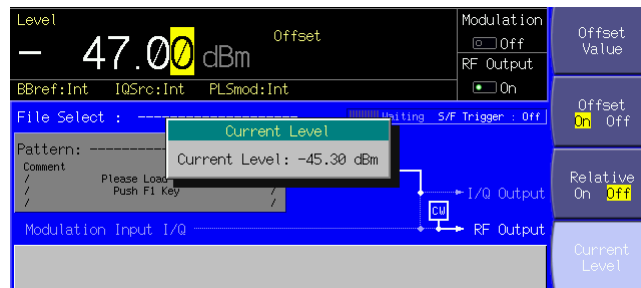 Level
Offset
- 47.00 dBm
Modulation
Off
RF Output
On
BBref:Int IQSrc:Int PLSmod:Int
File Select : --------------------
Waiting S/F Trigger : Off
Pattern:
Comment
/ Please Load
/ Push F1 Key /
/ /
Current Level
Current Level: -45.30 dBm
I/Q Output
CW
Modulation Input I/Q
RF Output
Offset
Value
Offset
On Off
Relative
On Off
Current
Level